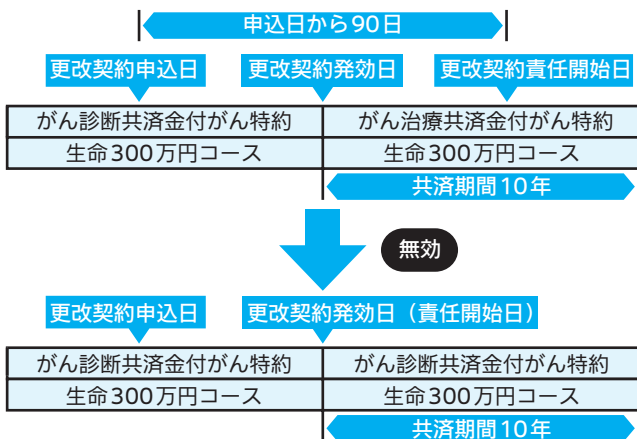 申込日から90日
更改契約申込日 更改契約発効日 更改契約責任開始日
がん診断共済金付がん特約 がん治療共済金付がん特約
生命300万円コース 生命300万円コース
共済期間10年
無効
更改契約申込日 更改契約発効日（責任開始日）
がん診断共済金付がん特約 がん診断共済金付がん特約
生命300万円コース 生命300万円コース
共済期間10年